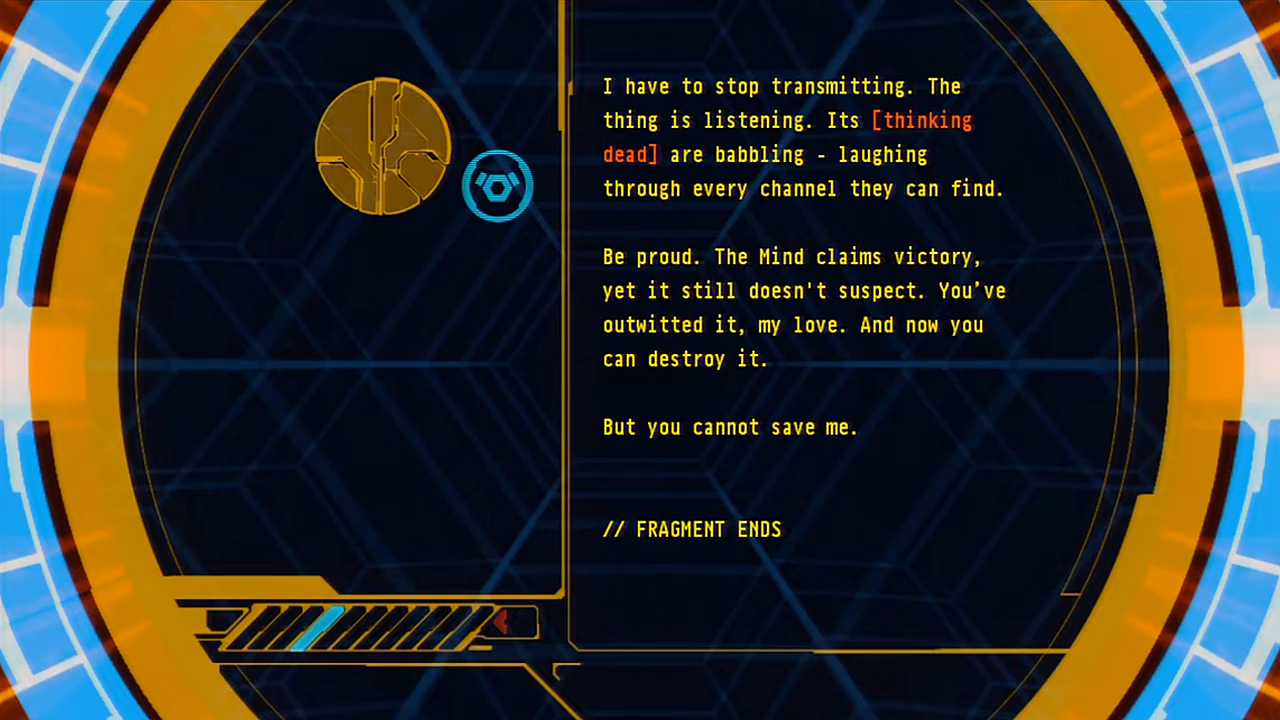 I have to stop transmitting. The
thing is listening. Its [thinking
dead] are babbling - laughing
through every channel they can find.
Be proud. The Mind claims victory,
yet it still doesn't suspect. You’ve
outwitted it, my love. And now you
can destroy it.
But you cannot save me.
// FRAGMENT ENDS